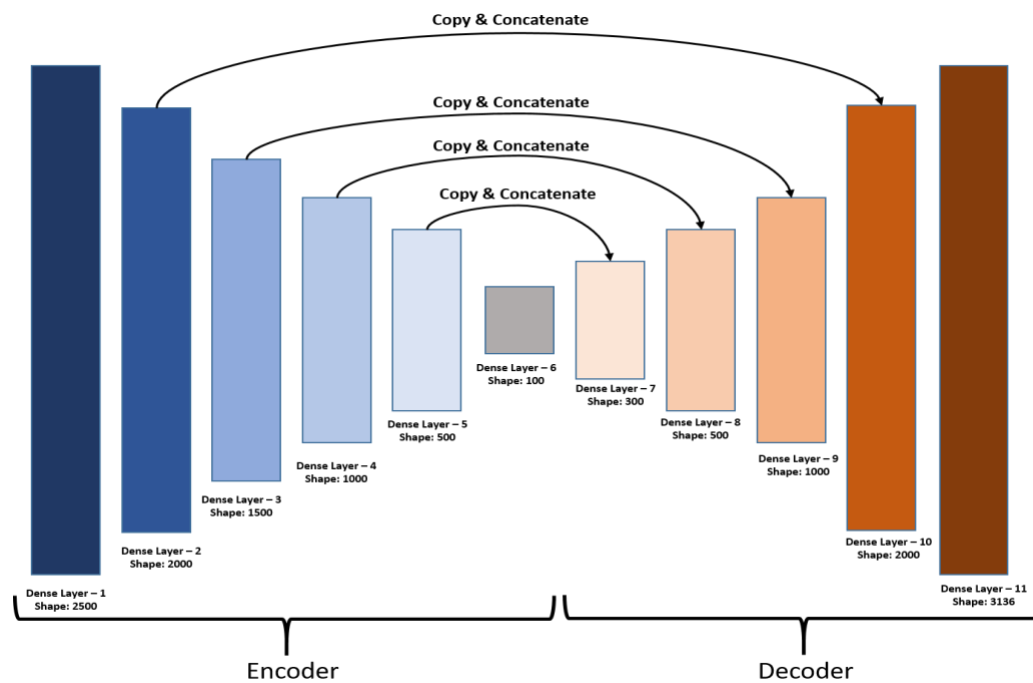 Copy & Concatenate
Copy & Concatenate
Copy & Concatenate
Copy & Concatenate
Dense Layer – 1
Shape: 2500
Dense Layer – 2
Shape: 2000
Dense Layer – 3
Shape: 1500
Dense Layer – 4
Shape: 1000
Dense Layer – 5
Shape: 500
Dense Layer – 6
Shape: 100
Dense Layer – 7
Shape: 300
Dense Layer – 8
Shape: 500
Dense Layer – 9
Shape: 1000
Dense Layer – 10
Shape: 2000
Dense Layer – 11
Shape: 3136
Encoder
Decoder